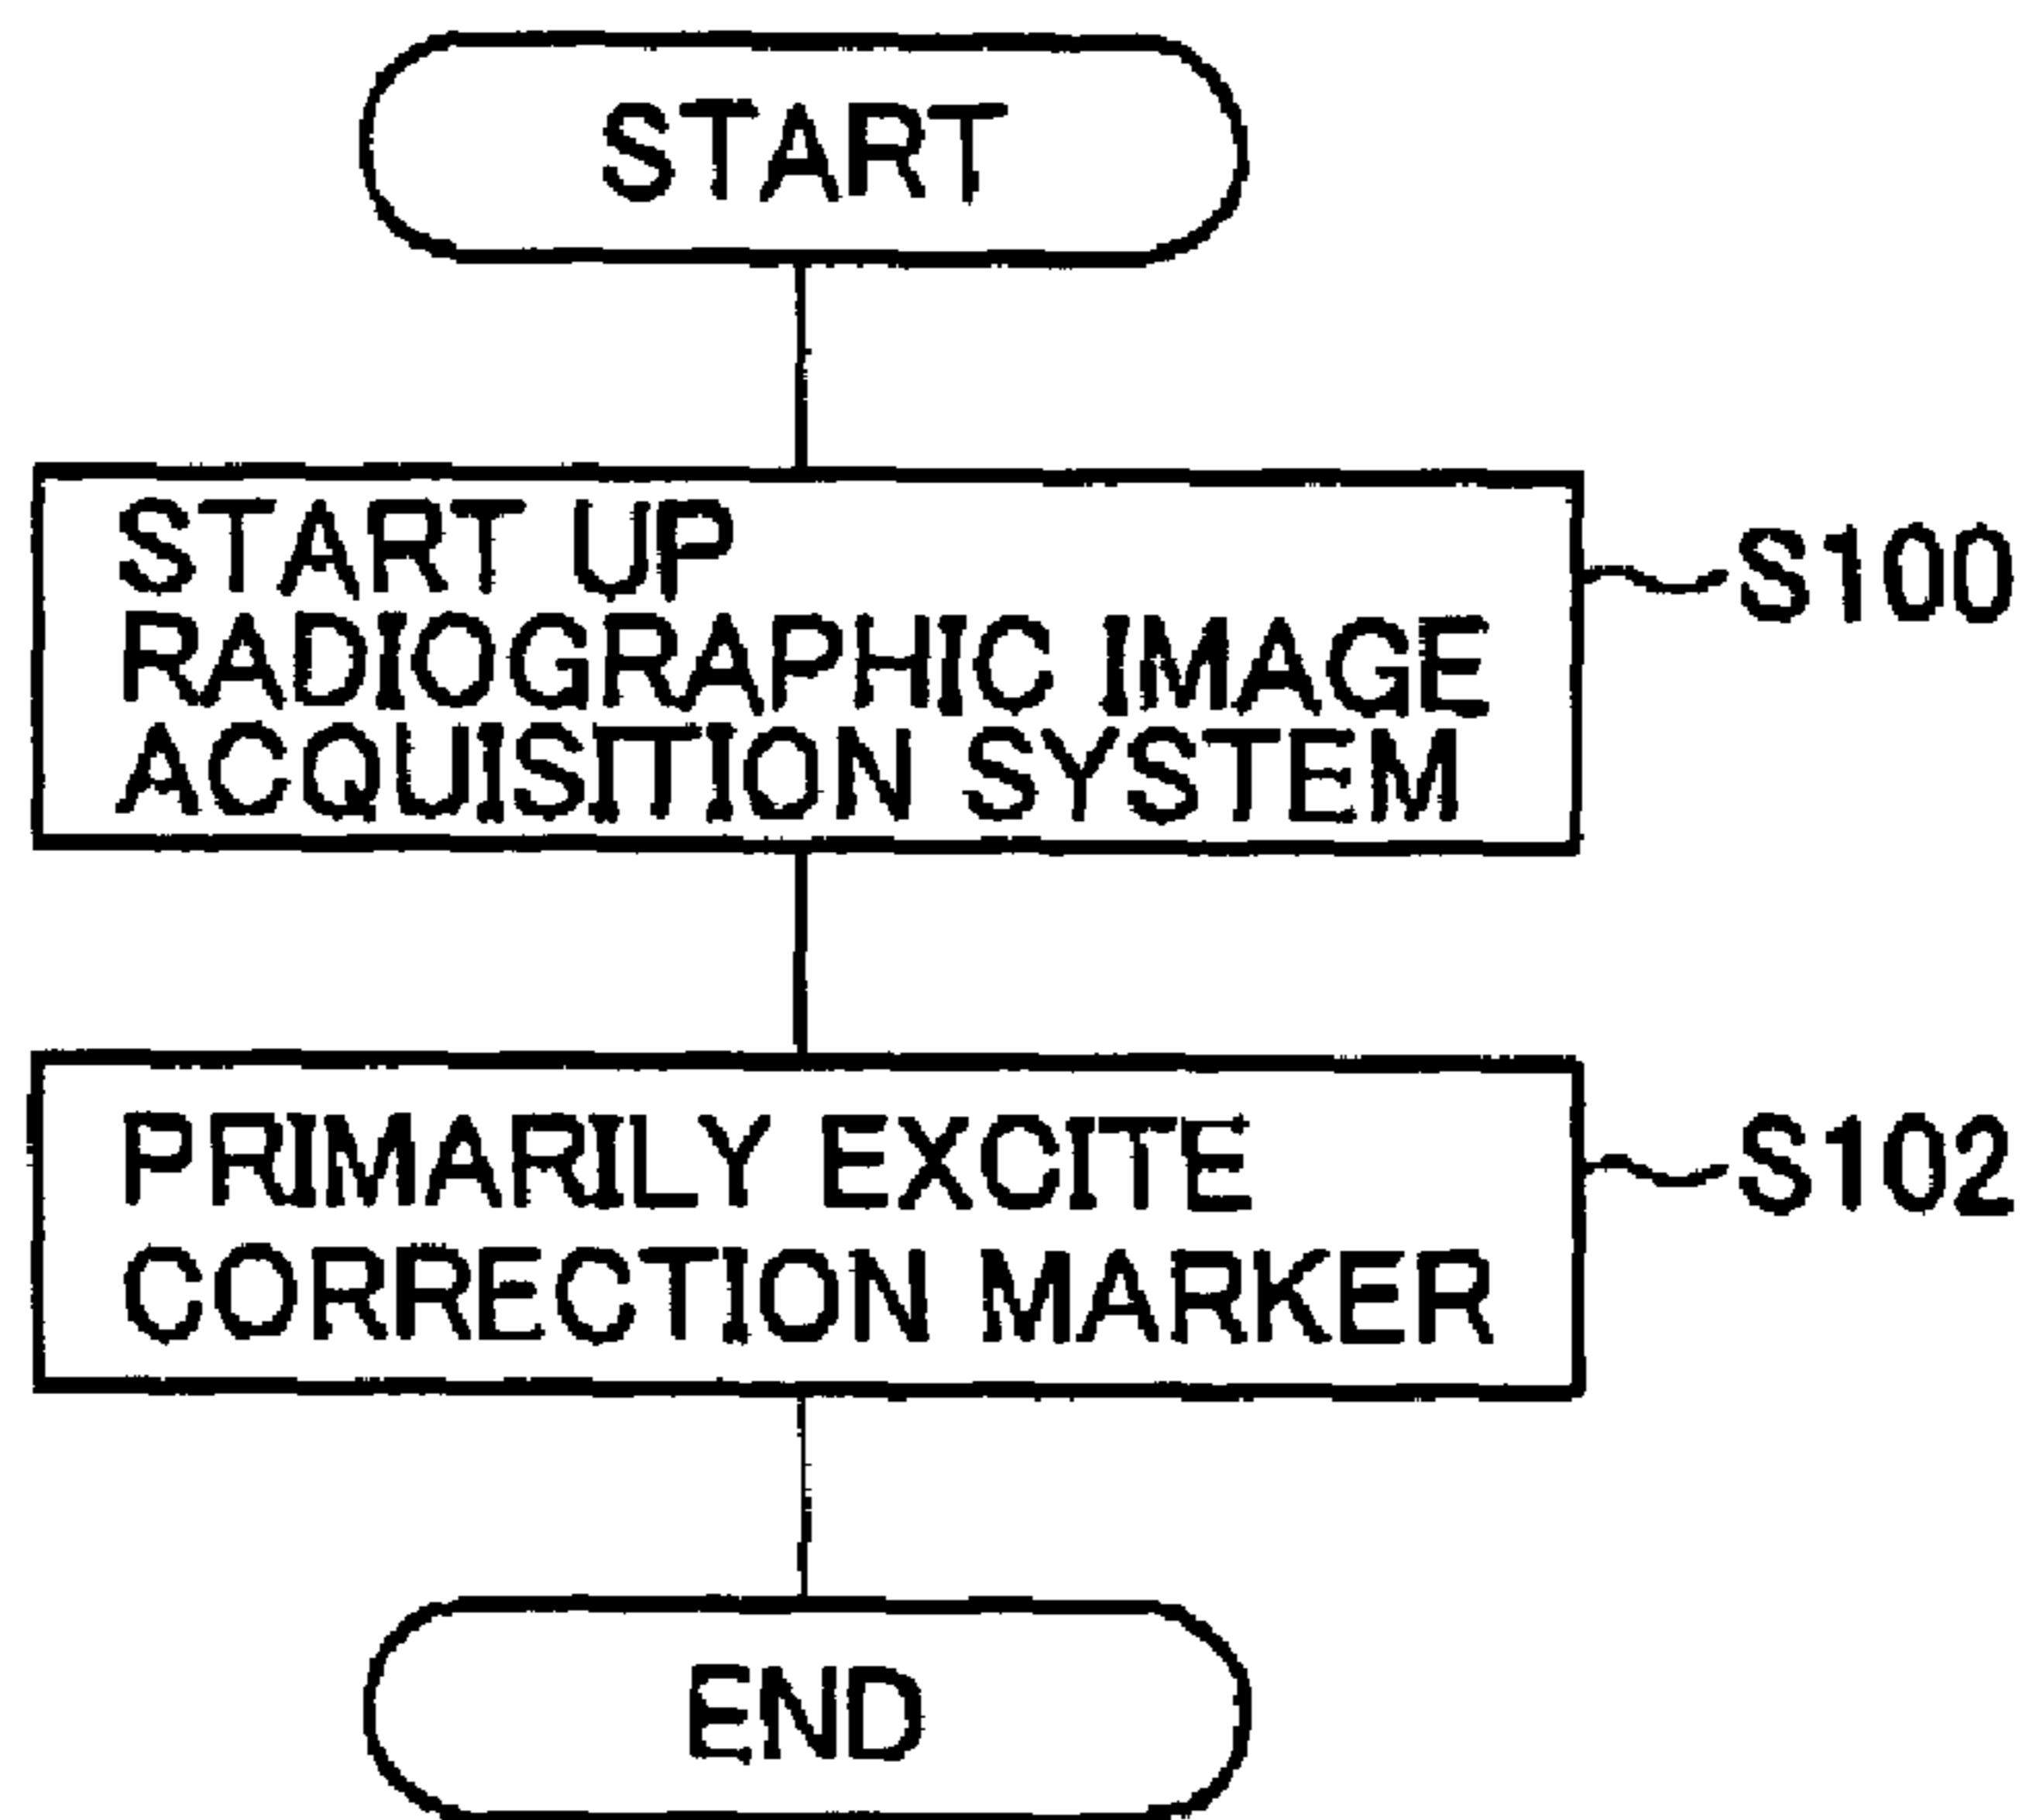 START
START UP
RADIOGRAPHIC IMAGE
ACQUISITION SYSTEM
S100
PRIMARILY EXCITE
CORRECTION MARKER
S102
END